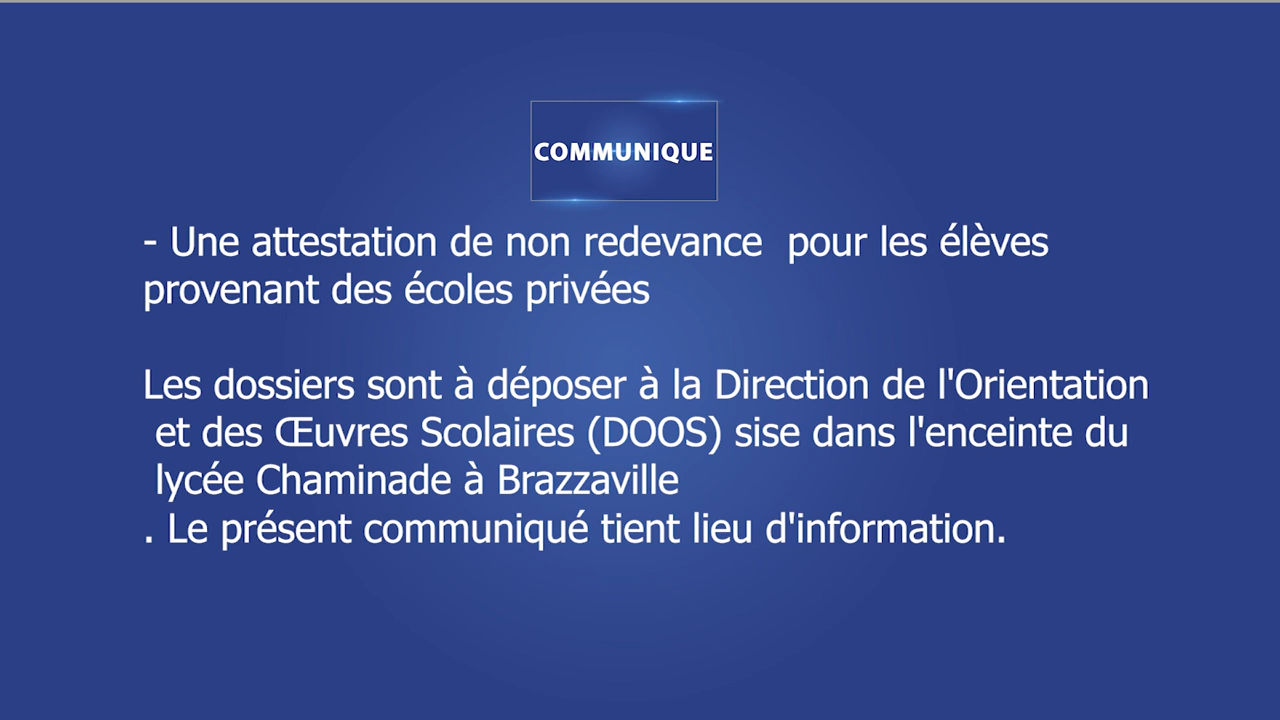 COMMUNIQUE
- Une attestation de non redevance  pour les élèves
provenant des écoles privées
Les dossiers sont à déposer à la Direction de l'Orientation
et des Œuvres Scolaires (DOOS) sise dans l'enceinte du
lycée Chaminade à Brazzaville
. Le présent communiqué tient lieu d'information.